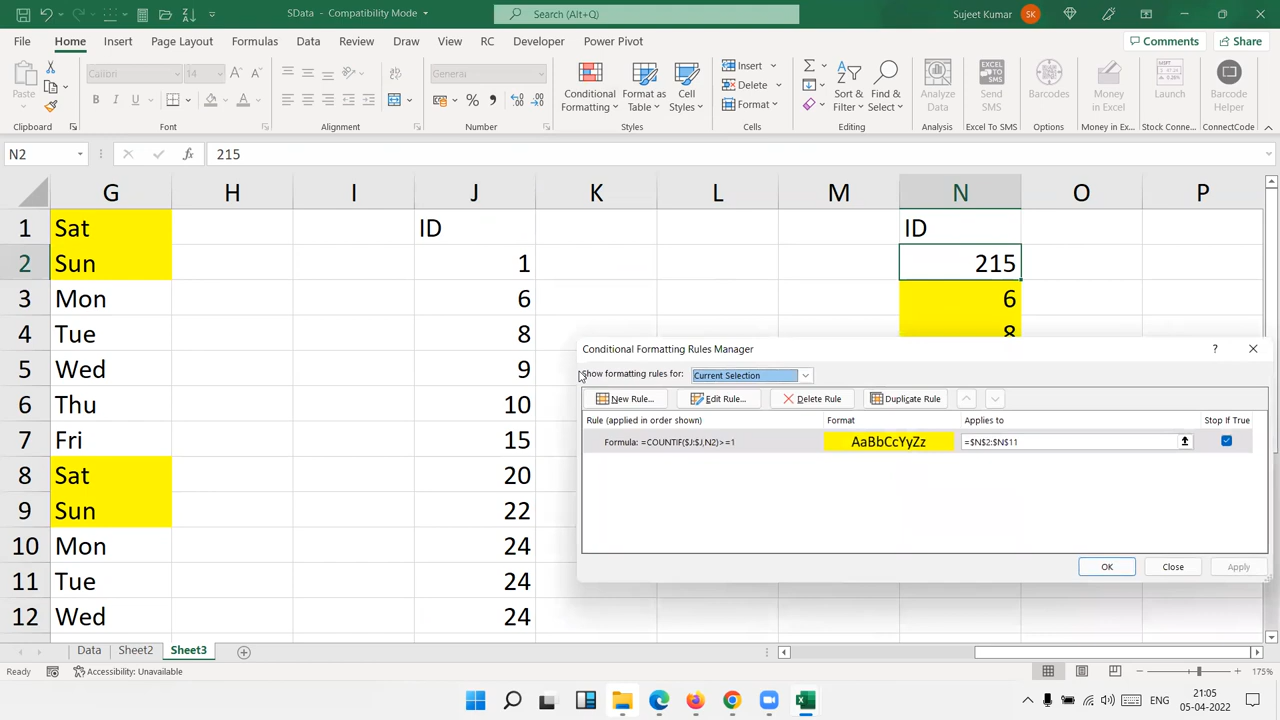 SData - Compatibility Mode
Search (Alt+Q)
Sujeet Kumar
SK
File Home Insert Page Layout Formulas Data Review View Draw RC Developer Power Pivot
Comments
Share
Paste
Clipboard
Calibri
14
B I U
Font
Alignment
General
Number
Conditional Formatting
Format as Table
Cell Styles
Styles
Insert
Delete
Format
Cells
Sort & Filter
Find & Select
Editing
Analyze Data
Analysis
Send SMS
Excel To SMS
Barcodes
Options
Money in Excel
Money in Ex...
Launch
Stock Conne...
Barcode Helper
ConnectCode
N2
fx
215
G H I J K L M N O P
1 Sat ID ID
2 Sun 1 215
3 Mon 6 6
4 Tue 8 8
5 Wed 9
6 Thu 10
7 Fri 15
8 Sat 20
9 Sun 22
10 Mon 24
11 Tue 24
12 Wed 24
Conditional Formatting Rules Manager
?
Show formatting rules for: Current Selection
New Rule... Edit Rule... Delete Rule Duplicate Rule
Rule (applied in order shown) Format Applies to Stop If True
Formula: =COUNTIF($J:$J,N2)>=1 AaBbCcYyZz =$N$2:$N$11
OK Close Apply
Data Sheet2 Sheet3
Ready
Accessibility: Unavailable
175%
ENG
21:05
05-04-2022